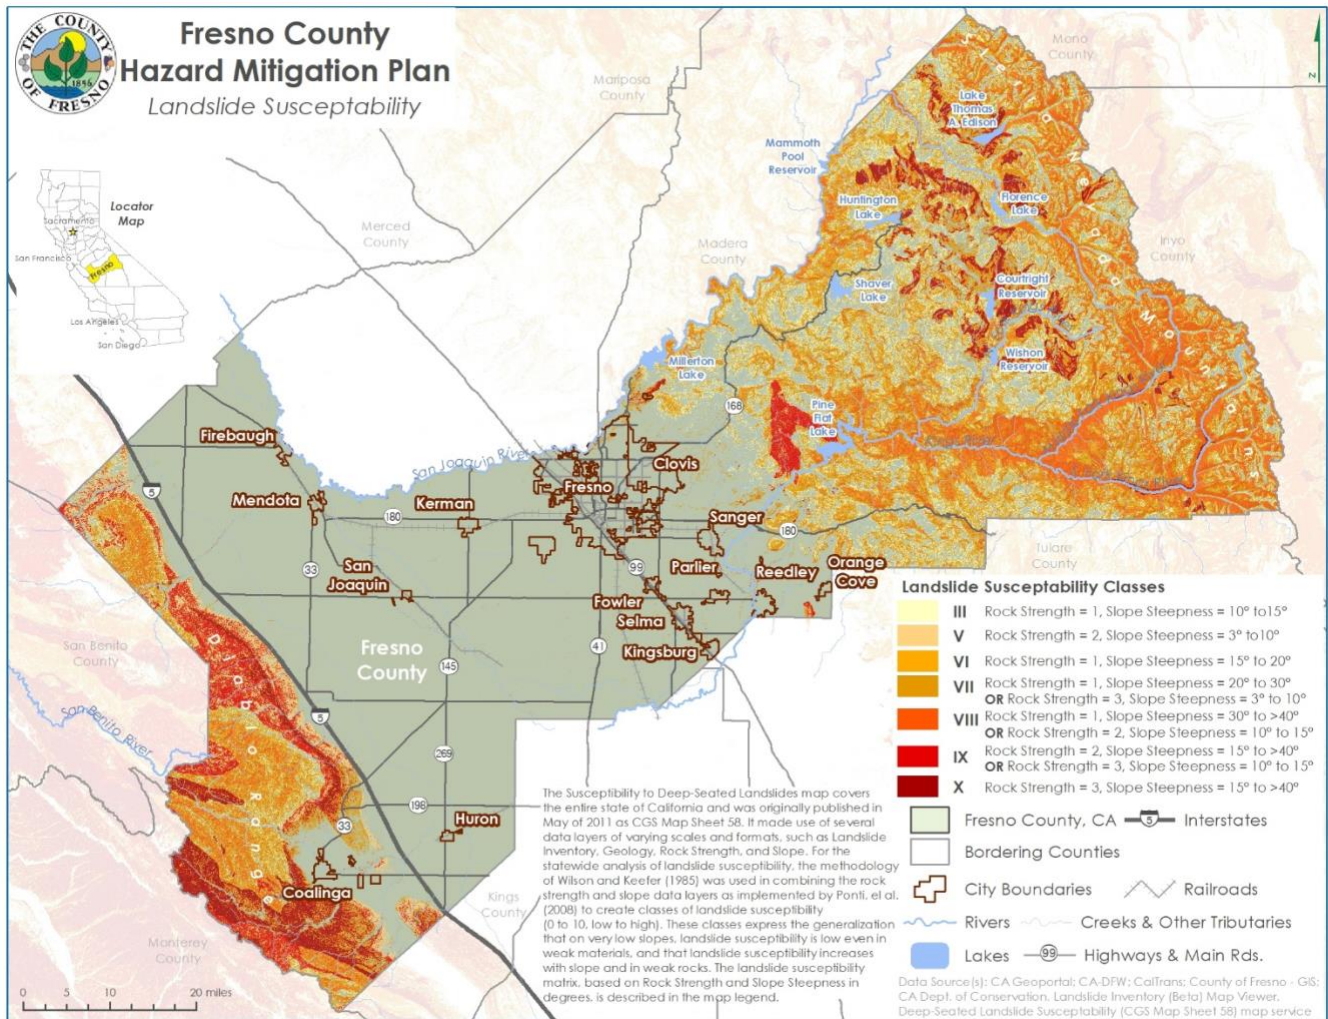 THE COUNTY OF FRESNO
1856
Fresno County
Hazard Mitigation Plan
Landslide Susceptability
Locator
Map
Sacramento
San Francisco
Fresno
Los Angeles
San Diego
Mono
County
Mariposa
County
Merced
County
Madera
County
Inyo
County
Tulare
County
Kings
County
San Benito
County
Monterey
County
Sierra Nevada Mountains
Lake
Thomas
A. Edison
Mammoth
Pool
Reservoir
Huntington
Lake
Florence
Lake
Shaver
Lake
Courtright
Reservoir
Wishon
Reservoir
Millerton
Lake
Pine
Flat
Lake
168
San Joaquin River
Firebaugh
5
Mendota
Kerman
180
Fresno
Clovis
Sanger
180
San
Joaquin
33
99
Parlier
Reedley
Orange
Cove
Fowler
Selma
Kingsburg
41
Fresno
County
145
5
269
198
Huron
33
Coalinga
Diablo Range
San Benito
River
N
Landslide Susceptability Classes
III Rock Strength = 1, Slope Steepness = 10° to15°
V Rock Strength = 2, Slope Steepness = 3° to10°
VI Rock Strength = 1, Slope Steepness = 15° to 20°
VII Rock Strength = 1, Slope Steepness = 20° to 30°
OR Rock Strength = 3, Slope Steepness = 3° to 10°
VIII Rock Strength = 1, Slope Steepness = 30° to >40°
OR Rock Strength = 2, Slope Steepness = 10° to 15°
IX Rock Strength = 2, Slope Steepness = 15° to >40°
OR Rock Strength = 3, Slope Steepness = 10° to 15°
X Rock Strength = 3, Slope Steepness = 15° to >40°
Fresno County, CA 5 Interstates
Bordering Counties
City Boundaries Railroads
Rivers Creeks & Other Tributaries
Lakes 99 Highways & Main Rds.
The Susceptibility to Deep-Seated Landslides map covers
the entire state of California and was originally published in
May of 2011 as CGS Map Sheet 58. It made use of several
data layers of varying scales and formats, such as Landslide
Inventory, Geology, Rock Strength, and Slope. For the
statewide analysis of landslide susceptibility, the methodology
of Wilson and Keefer (1985) was used in combining the rock
strength and slope data layers as implemented by Ponti, el al.
(2008) to create classes of landslide susceptibility
(0 to 10, low to high). These classes express the generalization
that on very low slopes, landslide susceptibility is low even in
weak materials, and that landslide susceptibility increases
with slope and in weak rocks. The landslide susceptibility
matrix, based on Rock Strength and Slope Steepness in
degrees, is described in the map legend.
0 5 10 20 miles
Data Source(s): CA Geoportal; CA-DFW; CalTrans; County of Fresno - GIS;
CA Dept. of Conservation, Landslide Inventory (Beta) Map Viewer,
Deep-Seated Landslide Susceptibility (CGS Map Sheet 58) map service